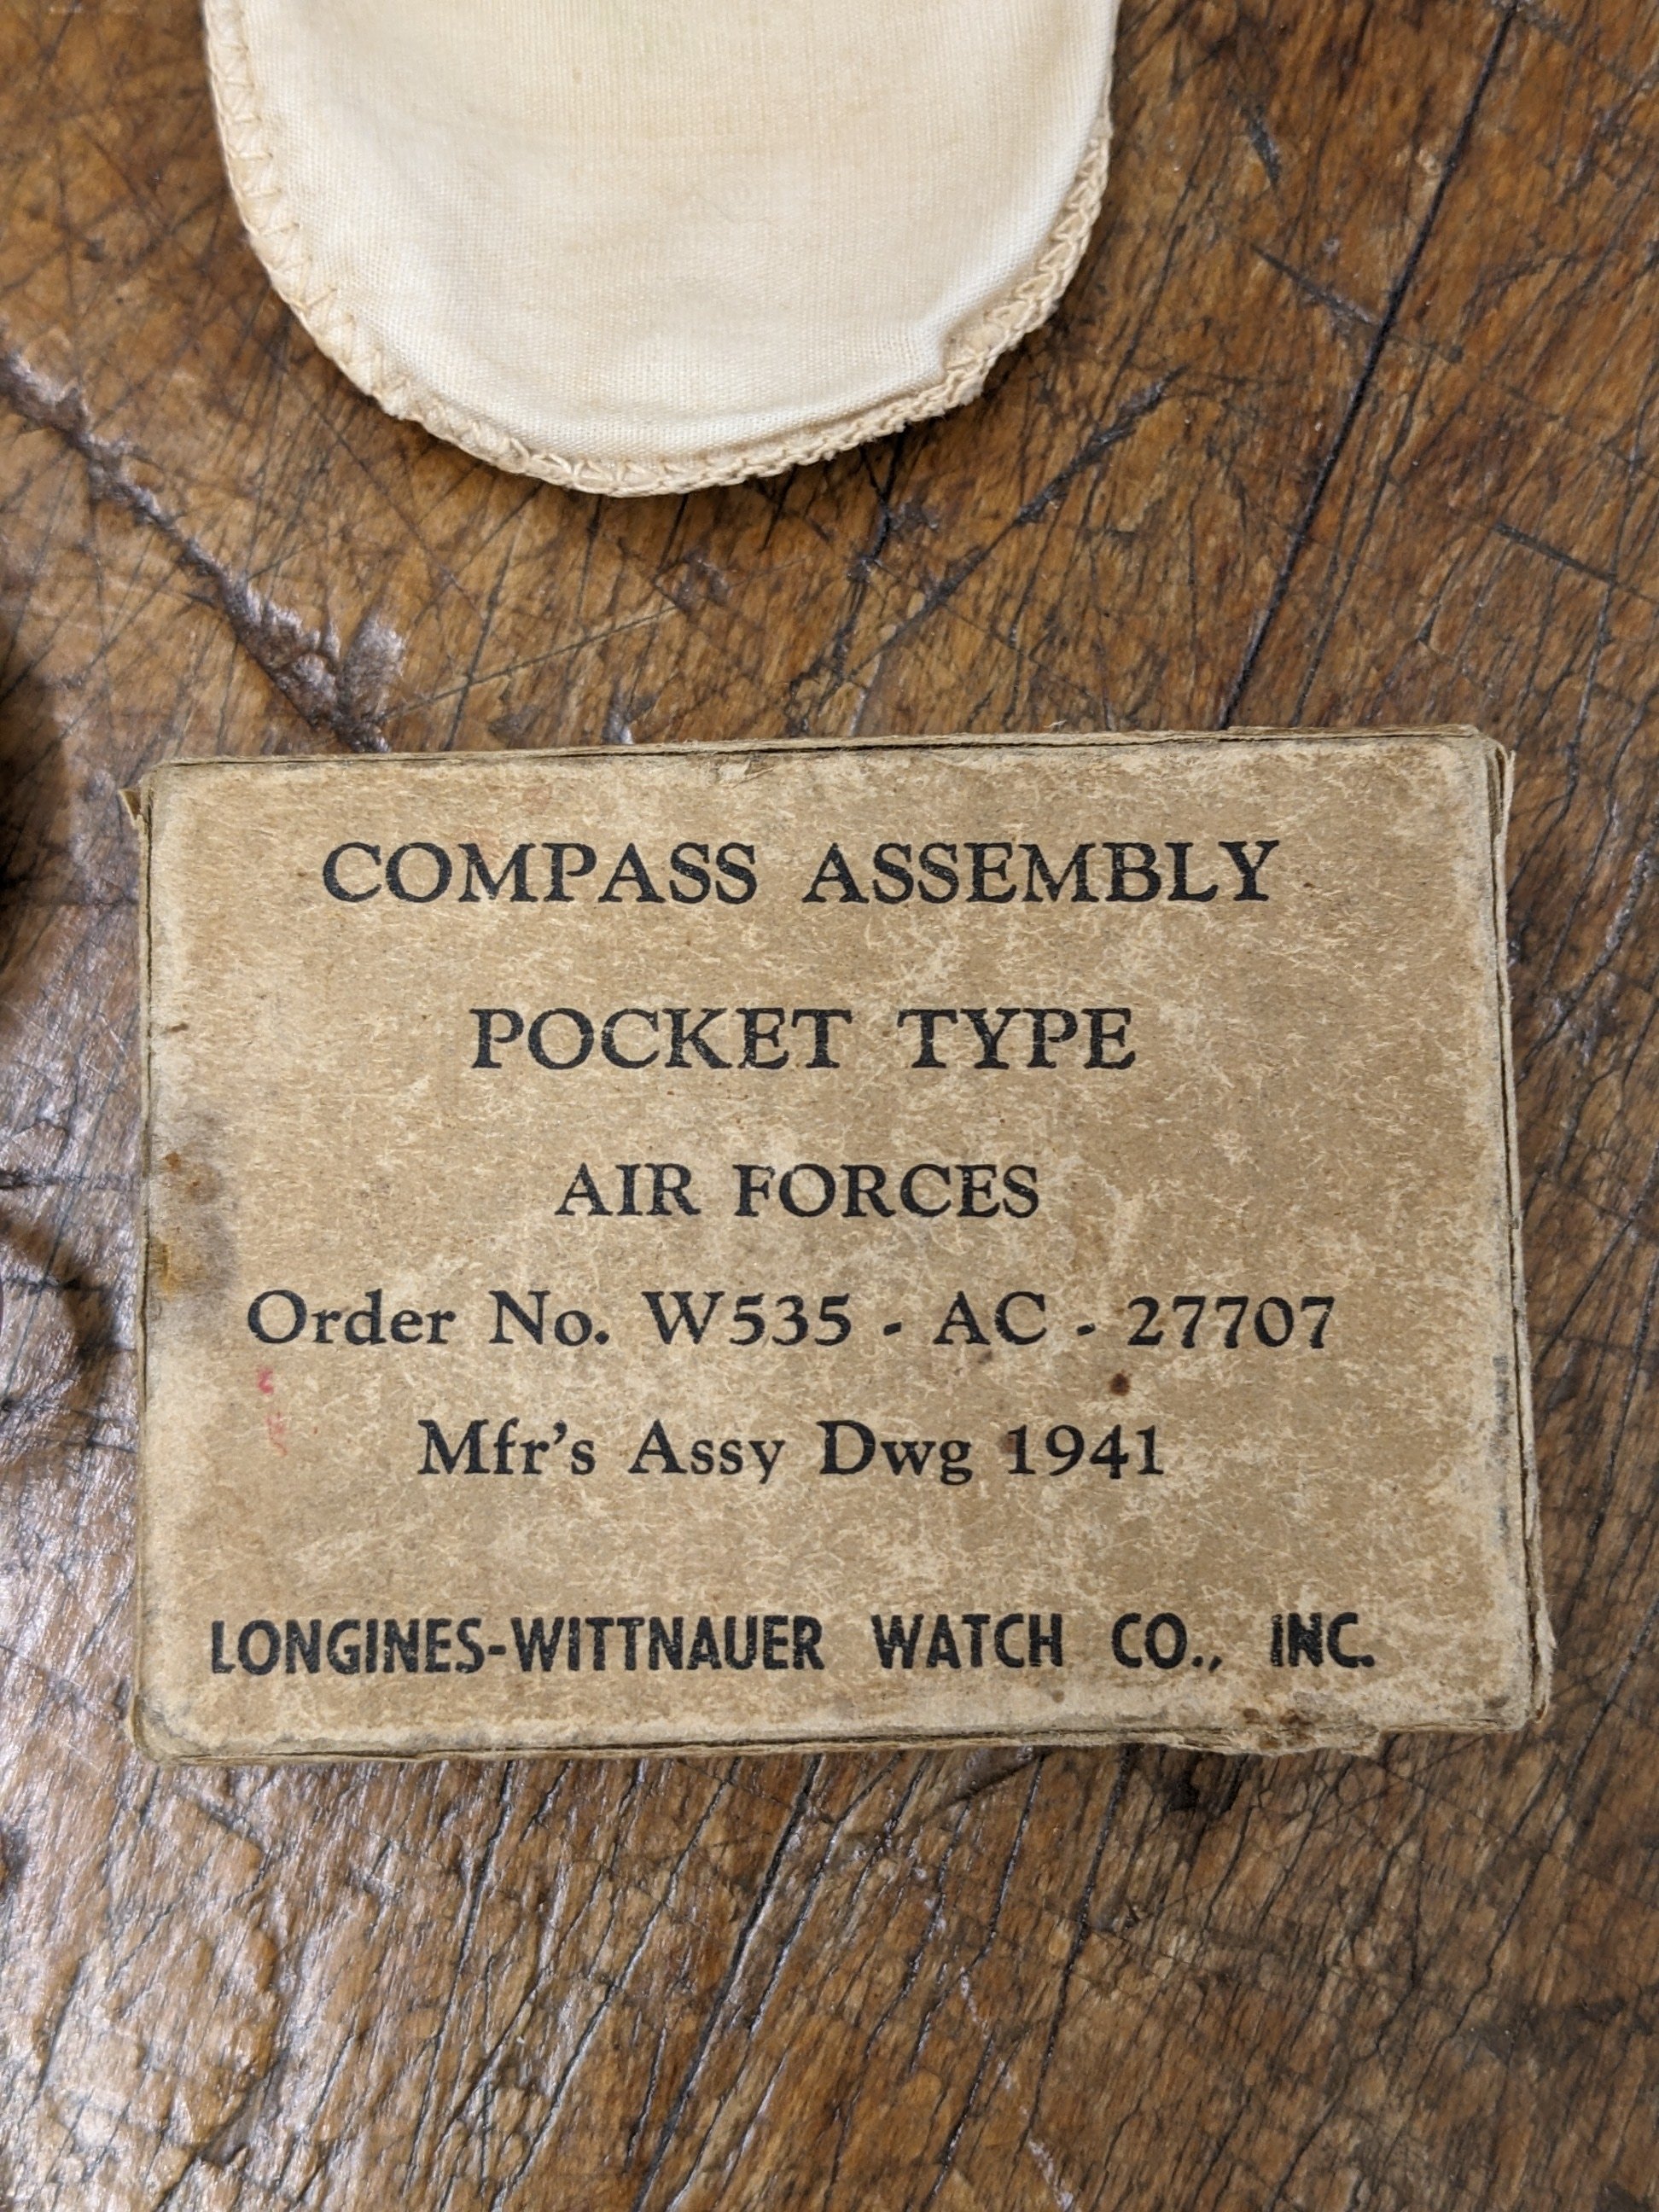 COMPASS ASSEMBLY
POCKET TYPE
AIR FORCES
Order No. W535 - AC - 27707
Mfr's Assy Dwg 1941
LONGINES-WITTNAUER WATCH CO., INC.